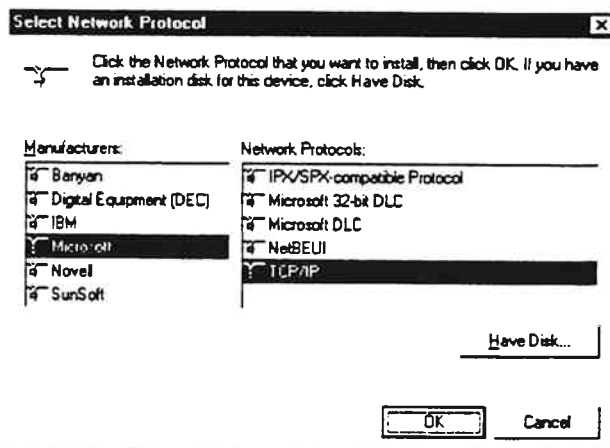 Select Network Protocol
Click the Network Protocol that you want to install, then click OK. If you have
an installation disk for this device, click Have Disk.
Manufacturers:
Banyan
Digital Equipment (DEC)
IBM
Microsoft
Novell
SunSoft
Network Protocols:
IPX/SPX-compatible Protocol
Microsoft 32-bit DLC
Microsoft DLC
NetBEUI
TCP/IP
Have Disk...
OK
Cancel